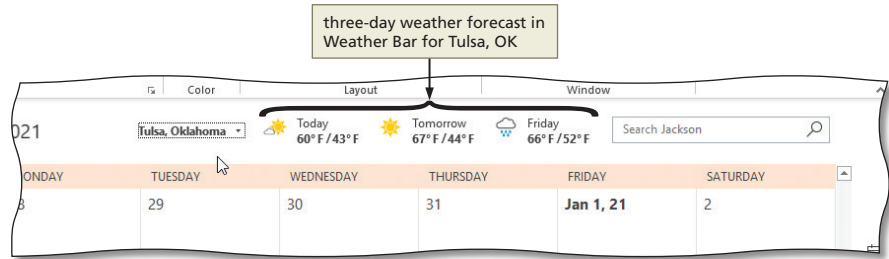 three-day weather forecast in
Weather Bar for Tulsa, OK
Color Layout Window
021 Tulsa, Oklahoma Today 60°F/43°F Tomorrow 67°F/44°F Friday 66°F/52°F Search Jackson
ONDAY TUESDAY WEDNESDAY THURSDAY FRIDAY SATURDAY
29 30 31 Jan 1, 21 2